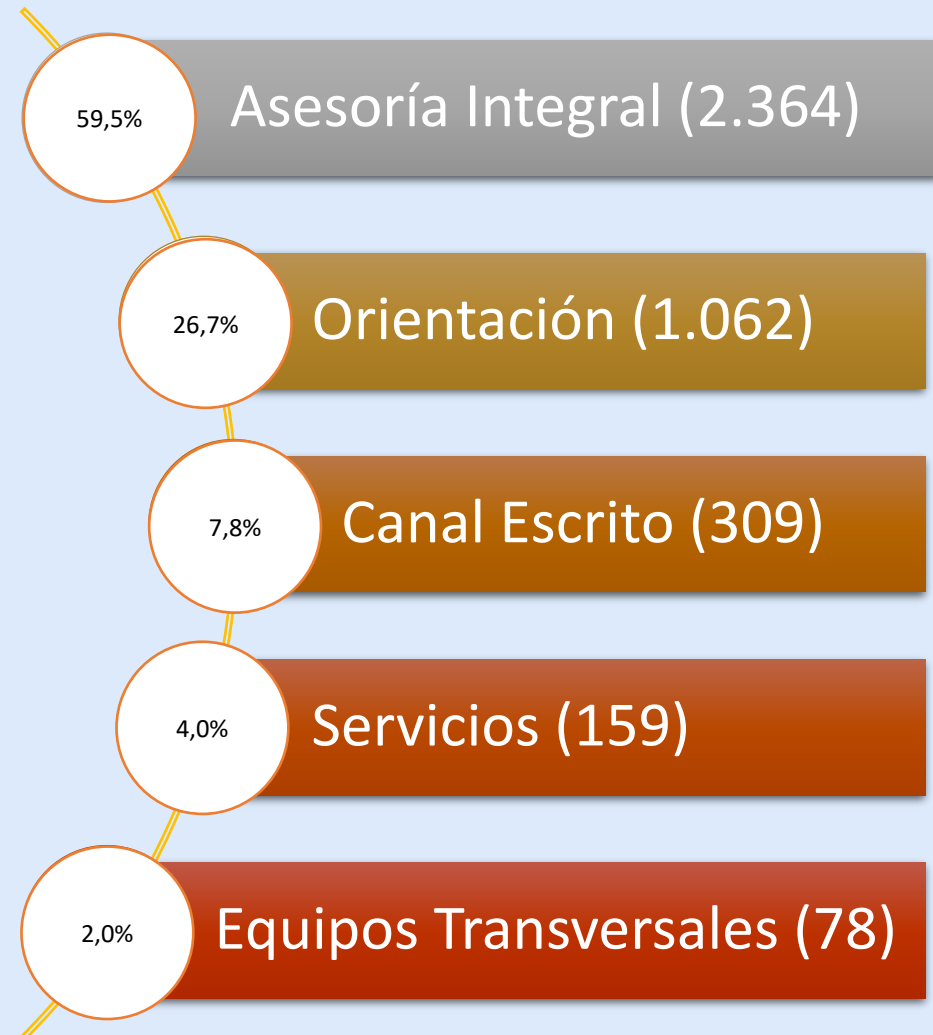 59,5%
Asesoría Integral (2.364)
26,7%
Orientación (1.062)
7,8%
Canal Escrito (309)
4,0%
Servicios (159)
2,0%
Equipos Transversales (78)